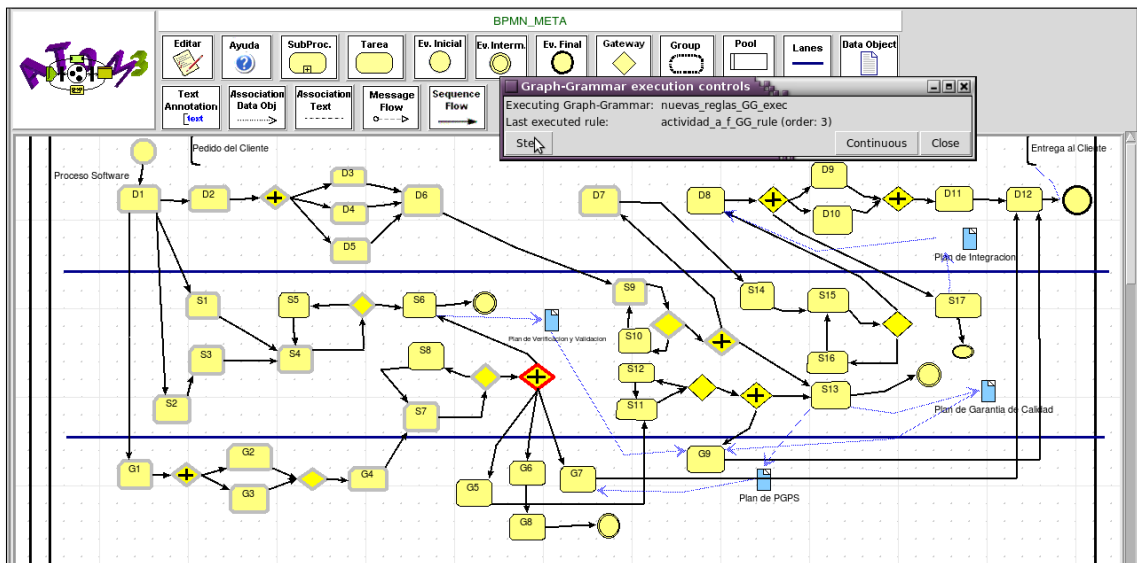 BPMN_META
Editar
Ayuda
SubProc.
Tarea
Ev. Inicial
Ev. Interm.
Ev. Final
Gateway
Group
Pool
Lanes
Data Object
ATOM3
Text
Annotation
text
Association
Data Obj
Association
Text
Message
Flow
Sequence
Flow
Graph-Grammar execution controls
Executing Graph-Grammar: nuevas_reglas_GG_exec
Last executed rule: actividad_a_f_GG_rule (order: 3)
Continuous
Close
Pedido del Cliente
Entrega al Cliente
Proceso Software
D1
D2
D3
D4
D5
D6
D7
D8
D9
D10
D11
D12
Plan de Integracion
S1
S2
S3
S4
S5
S6
S7
S8
S9
S10
S11
S12
S13
S14
S15
S16
S17
Plan de Verificacion y Validacion
Plan de Garantia de Calidad
G1
G2
G3
G4
G5
G6
G7
G8
G9
Plan de PGPS